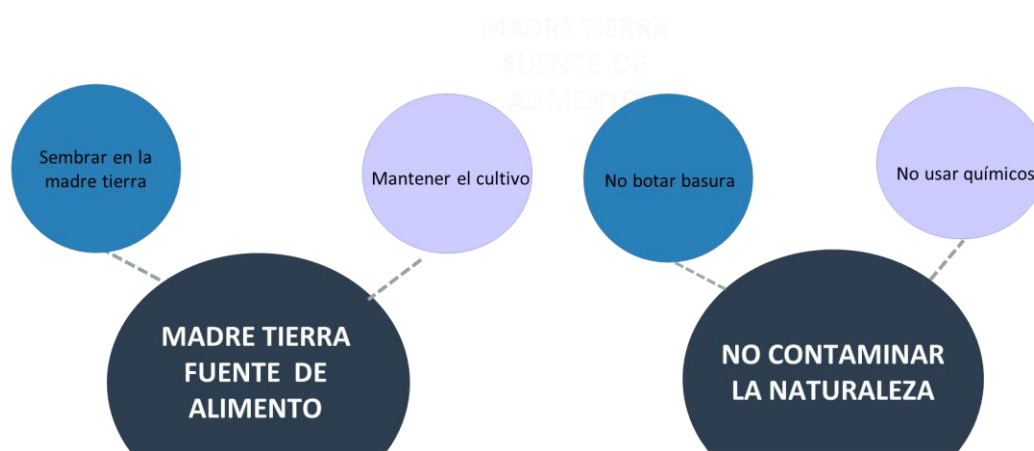 MADRE TIERRA
FUENTE DE
ALIMENTO
Sembrar en la
madre tierra
Mantener el cultivo
No botar basura
No usar químicos
MADRE TIERRA
FUENTE DE
ALIMENTO
NO CONTAMINAR
LA NATURALEZA